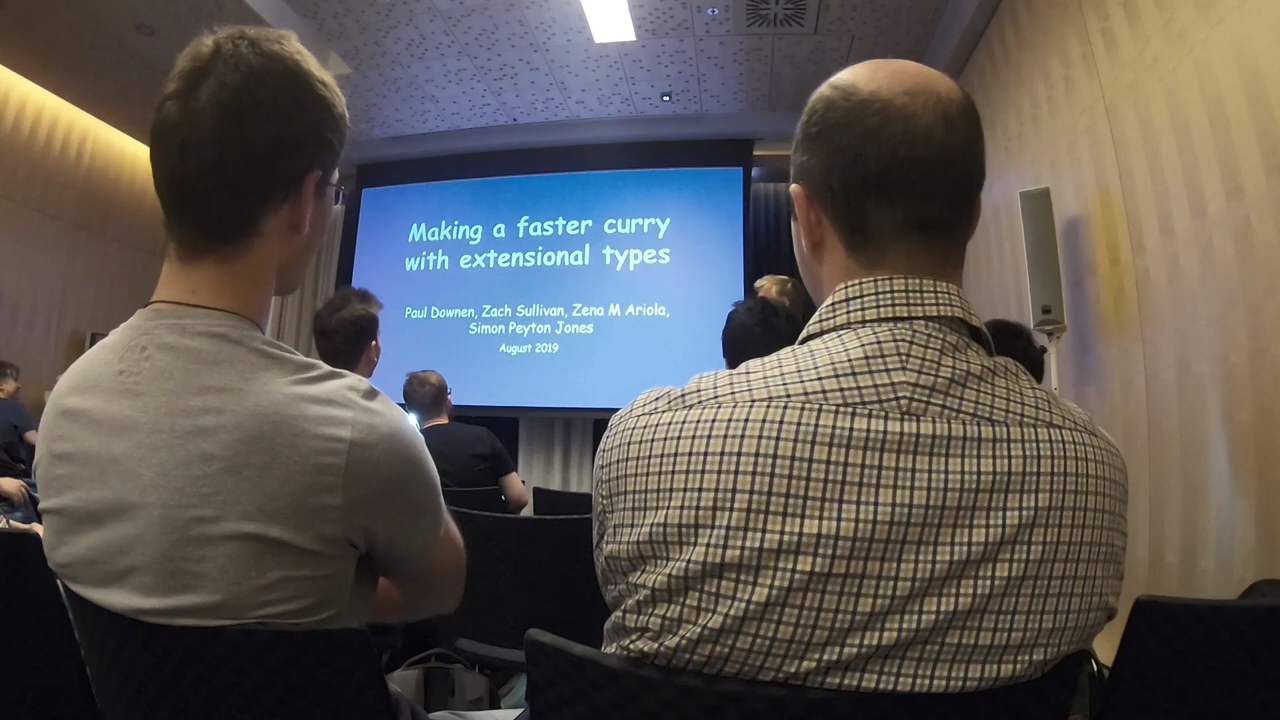 Making a faster curry
with extensional types
Paul Downen, Zach Sullivan, Zena M Ariola,
Simon Peyton Jones
August 2019